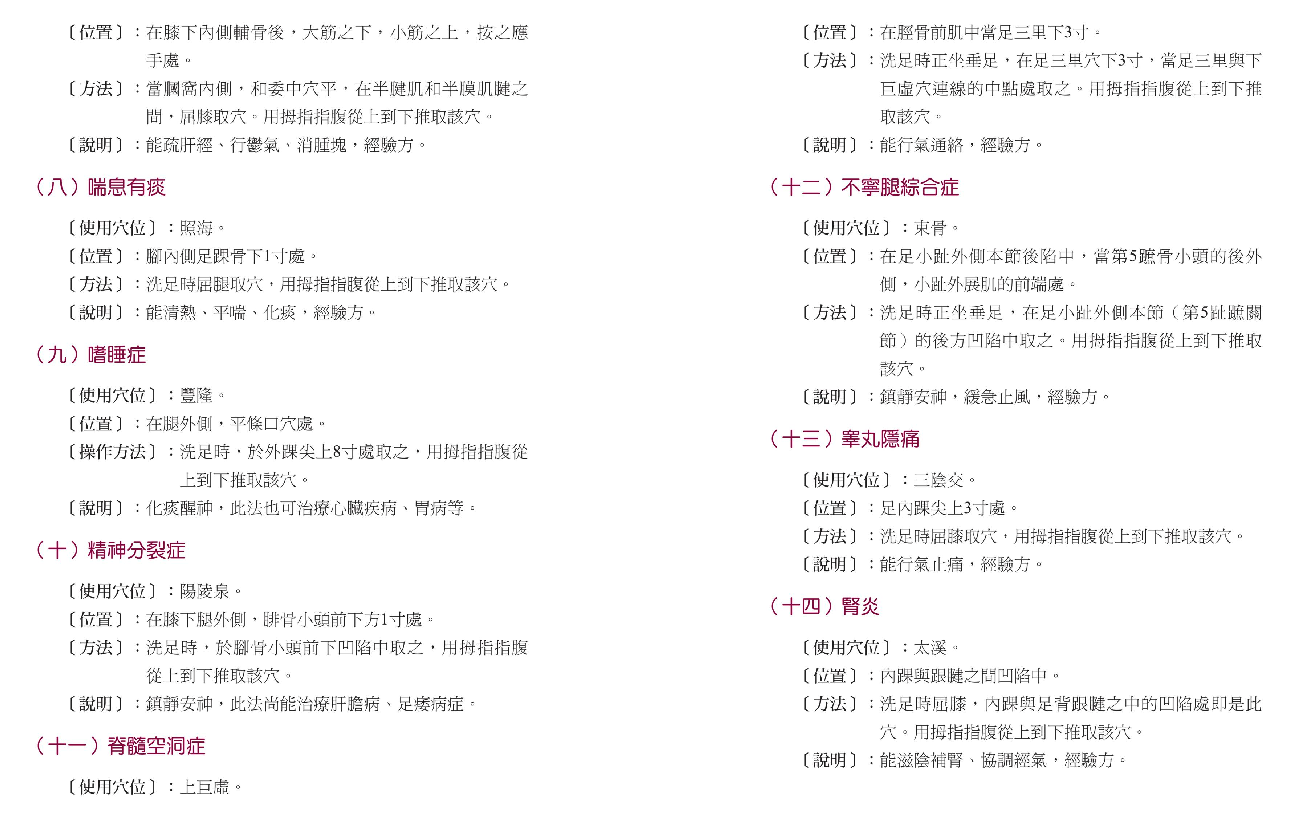 〔位置〕：在膝下內側輔骨後，大筋之下，小筋之上，按之應
手處。
〔方法〕：當膕窩內側，和委中穴平，在半腱肌和半膜肌腱之
間，屈膝取穴。用拇指指腹從上到下推取該穴。
〔說明〕：能疏肝經、行鬱氣、消腫塊，經驗方。
（八）喘息有痰
〔使用穴位〕：照海。
〔位置〕：腳內側足踝骨下1寸處。
〔方法〕：洗足時屈腿取穴，用拇指指腹從上到下推取該穴。
〔說明〕：能清熱、平喘、化痰，經驗方。
（九）嗜睡症
〔使用穴位〕：豐隆。
〔位置〕：在腿外側，平條口穴處。
〔操作方法〕：洗足時，於外踝尖上8寸處取之，用拇指指腹從
上到下推取該穴。
〔說明〕：化痰醒神，此法也可治療心臟疾病、胃病等。
（十）精神分裂症
〔使用穴位〕：陽陵泉。
〔位置〕：在膝下腿外側，腓骨小頭前下方1寸處。
〔方法〕：洗足時，於腳骨小頭前下凹陷中取之，用拇指指腹
從上到下推取該穴。
〔說明〕：鎮靜安神，此法尚能治療肝膽病、足痿病症。
（十一）脊髓空洞症
〔使用穴位〕：上巨虛。
〔位置〕：在脛骨前肌中當足三里下3寸。
〔方法〕：洗足時正坐垂足，在足三里穴下3寸，當足三里與下
巨虛穴連線的中點處取之。用拇指指腹從上到下推
取該穴。
〔說明〕：能行氣通絡，經驗方。
（十二）不寧腿綜合症
〔使用穴位〕：束骨。
〔位置〕：在足小趾外側本節後陷中，當第5蹠骨小頭的後外
側，小趾外展肌的前端處。
〔方法〕：洗足時正坐垂足，在足小趾外側本節（第5趾蹠關
節）的後方凹陷中取之。用拇指指腹從上到下推取
該穴。
〔說明〕：鎮靜安神，緩急止風，經驗方。
（十三）睾丸隱痛
〔使用穴位〕：三陰交。
〔位置〕：足內踝尖上3寸處。
〔方法〕：洗足時屈膝取穴，用拇指指腹從上到下推取該穴。
〔說明〕：能行氣止痛，經驗方。
（十四）腎炎
〔使用穴位〕：太溪。
〔位置〕：內踝與跟腱之間凹陷中。
〔方法〕：洗足時屈膝，內踝與足背跟腱之中的凹陷處即是此
穴。用拇指指腹從上到下推取該穴。
〔說明〕：能滋陰補腎、協調經氣，經驗方。